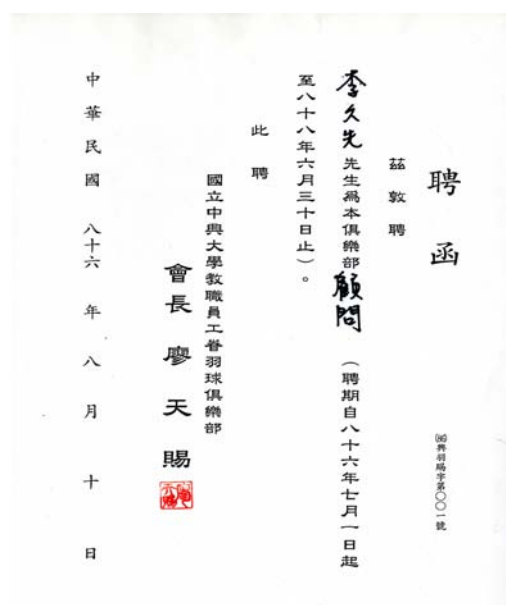 聘函
(86)興羽賜字第〇〇一號
茲敦聘
李久先先生為本俱樂部顧問（聘期自八十六年七月一日起
至八十八年六月三十日止）。
此聘
國立中興大學教職員工眷羽球俱樂部
會長廖天賜
中華民國八十六年八月十日